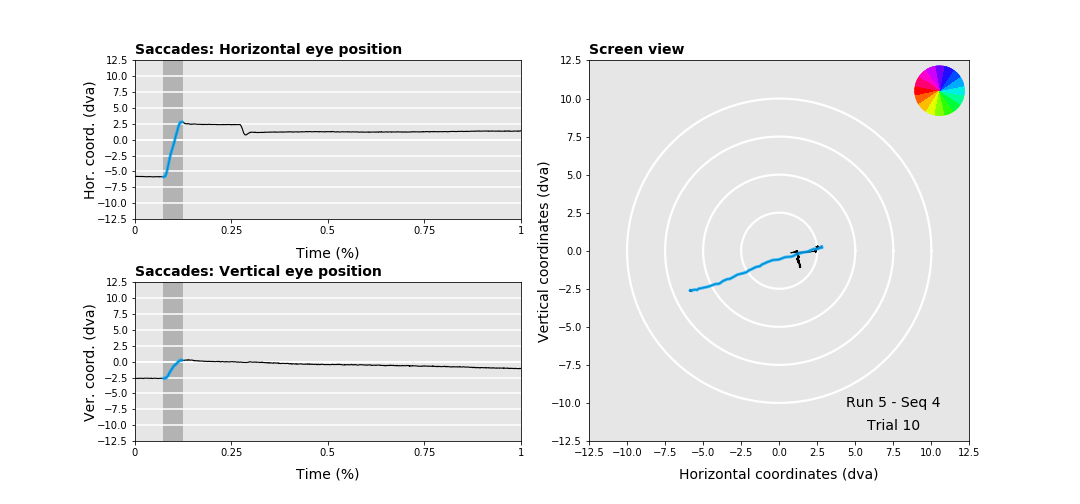 Saccades: Horizontal eye position
Hor. coord. (dva)
12.5
10.0
7.5
5.0
2.5
0.0
−2.5
−5.0
−7.5
−10.0
−12.5
0 0.25 0.5 0.75 1
Time (%)
Saccades: Vertical eye position
Ver. coord. (dva)
12.5
10.0
7.5
5.0
2.5
0.0
−2.5
−5.0
−7.5
−10.0
−12.5
0 0.25 0.5 0.75 1
Time (%)
Screen view
Vertical coordinates (dva)
12.5
10.0
7.5
5.0
2.5
0.0
−2.5
−5.0
−7.5
−10.0
−12.5
Run 5 - Seq 4
Trial 10
−12.5 −10.0 −7.5 −5.0 −2.5 0.0 2.5 5.0 7.5 10.0 12.5
Horizontal coordinates (dva)